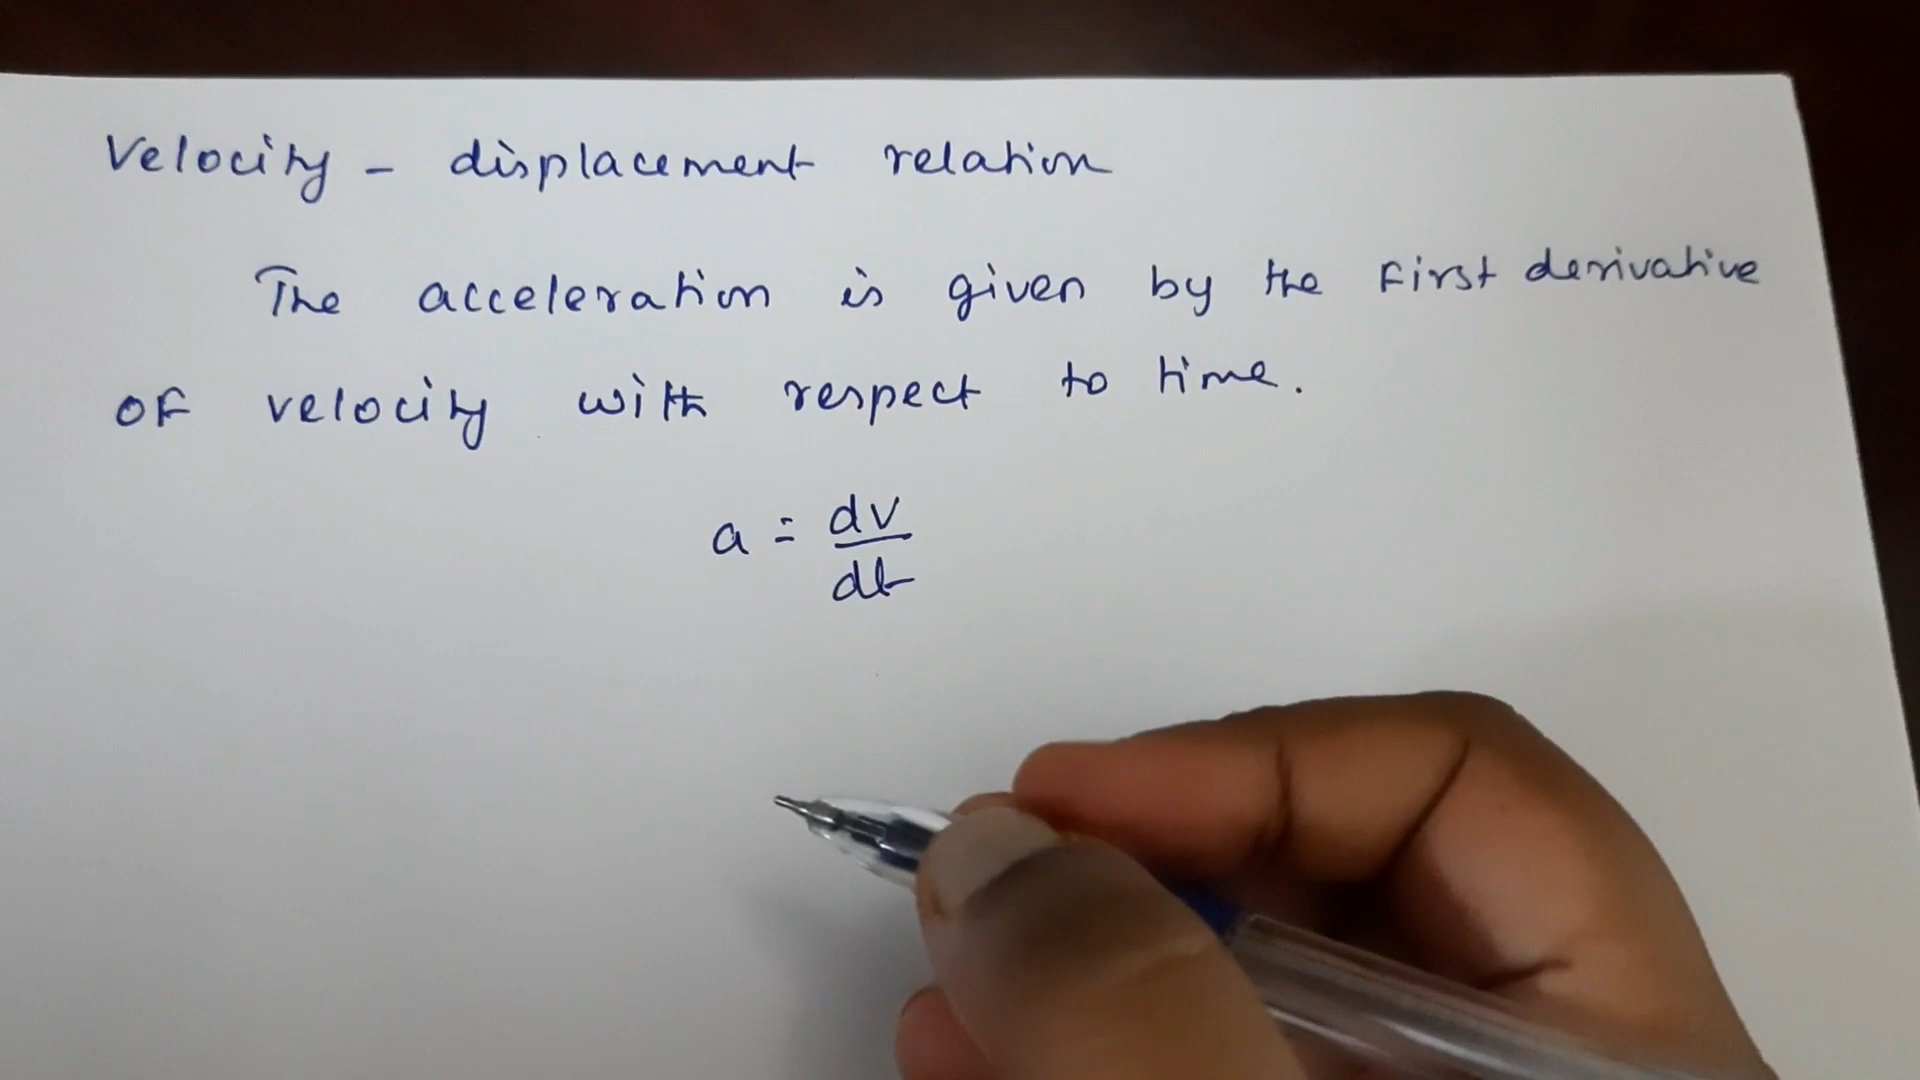 Velocity - displacement relation
The acceleration is given by the first derivative
of velocity with respect to time.
a = dv/dt